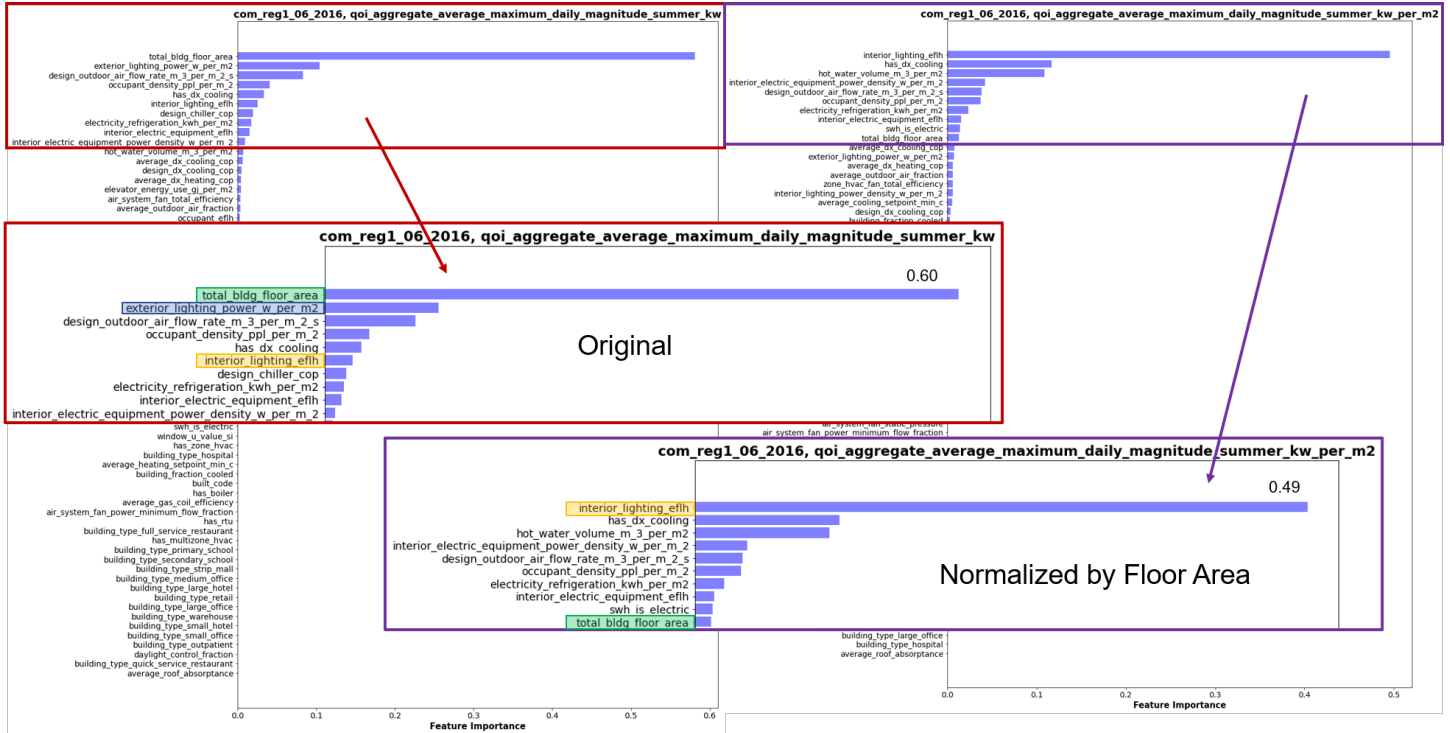 com_reg1_06_2016, qoi_aggregate_average_maximum_daily_magnitude_summer_kw
total_bldg_floor_area
exterior_lighting_power_w_per_m2
design_outdoor_air_flow_rate_m_3_per_m_2_s
occupant_density_ppl_per_m_2
has_dx_cooling
interior_lighting_eflh
design_chiller_cop
electricity_refrigeration_kwh_per_m2
interior_electric_equipment_eflh
interior_electric_equipment_power_density_w_per_m_2
hot_water_volume_m_3_per_m2
average_dx_cooling_cop
design_dx_cooling_cop
average_dx_heating_cop
elevator_energy_use_gj_per_m2
air_system_fan_total_efficiency
average_outdoor_air_fraction
occupant_eflh
com_reg1_06_2016, qoi_aggregate_average_maximum_daily_magnitude_summer_kw_per_m2
interior_lighting_eflh
has_dx_cooling
hot_water_volume_m_3_per_m2
interior_electric_equipment_power_density_w_per_m_2
design_outdoor_air_flow_rate_m_3_per_m_2_s
occupant_density_ppl_per_m_2
electricity_refrigeration_kwh_per_m2
interior_electric_equipment_eflh
swh_is_electric
total_bldg_floor_area
average_dx_cooling_cop
exterior_lighting_power_w_per_m2
average_dx_heating_cop
average_outdoor_air_fraction
zone_hvac_fan_total_efficiency
interior_lighting_power_density_w_per_m_2
average_cooling_setpoint_min_c
design_dx_cooling_cop
building_fraction_cooled
com_reg1_06_2016, qoi_aggregate_average_maximum_daily_magnitude_summer_kw
0.60
total_bldg_floor_area
exterior_lighting_power_w_per_m2
design_outdoor_air_flow_rate_m_3_per_m_2_s
occupant_density_ppl_per_m_2
has_dx_cooling
interior_lighting_eflh
design_chiller_cop
electricity_refrigeration_kwh_per_m2
interior_electric_equipment_eflh
interior_electric_equipment_power_density_w_per_m_2
Original
swh_is_electric
window_u_value_si
has_zone_hvac
building_type_hospital
average_heating_setpoint_min_c
building_fraction_cooled
built_code
has_boiler
average_gas_coil_efficiency
air_system_fan_power_minimum_flow_fraction
has_rtu
building_type_full_service_restaurant
has_multizone_hvac
building_type_primary_school
building_type_secondary_school
building_type_strip_mall
building_type_medium_office
building_type_large_hotel
building_type_retail
building_type_large_office
building_type_warehouse
building_type_small_hotel
building_type_small_office
building_type_outpatient
daylight_control_fraction
building_type_quick_service_restaurant
average_roof_absorptance
0.0 0.1 0.2 0.3 0.4 0.5 0.6
Feature Importance
air_system_fan_static_pressure
air_system_fan_power_minimum_flow_fraction
com_reg1_06_2016, qoi_aggregate_average_maximum_daily_magnitude_summer_kw_per_m2
0.49
interior_lighting_eflh
has_dx_cooling
hot_water_volume_m_3_per_m2
interior_electric_equipment_power_density_w_per_m_2
design_outdoor_air_flow_rate_m_3_per_m_2_s
occupant_density_ppl_per_m_2
electricity_refrigeration_kwh_per_m2
interior_electric_equipment_eflh
swh_is_electric
total_bldg_floor_area
Normalized by Floor Area
building_type_large_office
building_type_hospital
average_roof_absorptance
0.0 0.1 0.2 0.3 0.4 0.5
Feature Importance